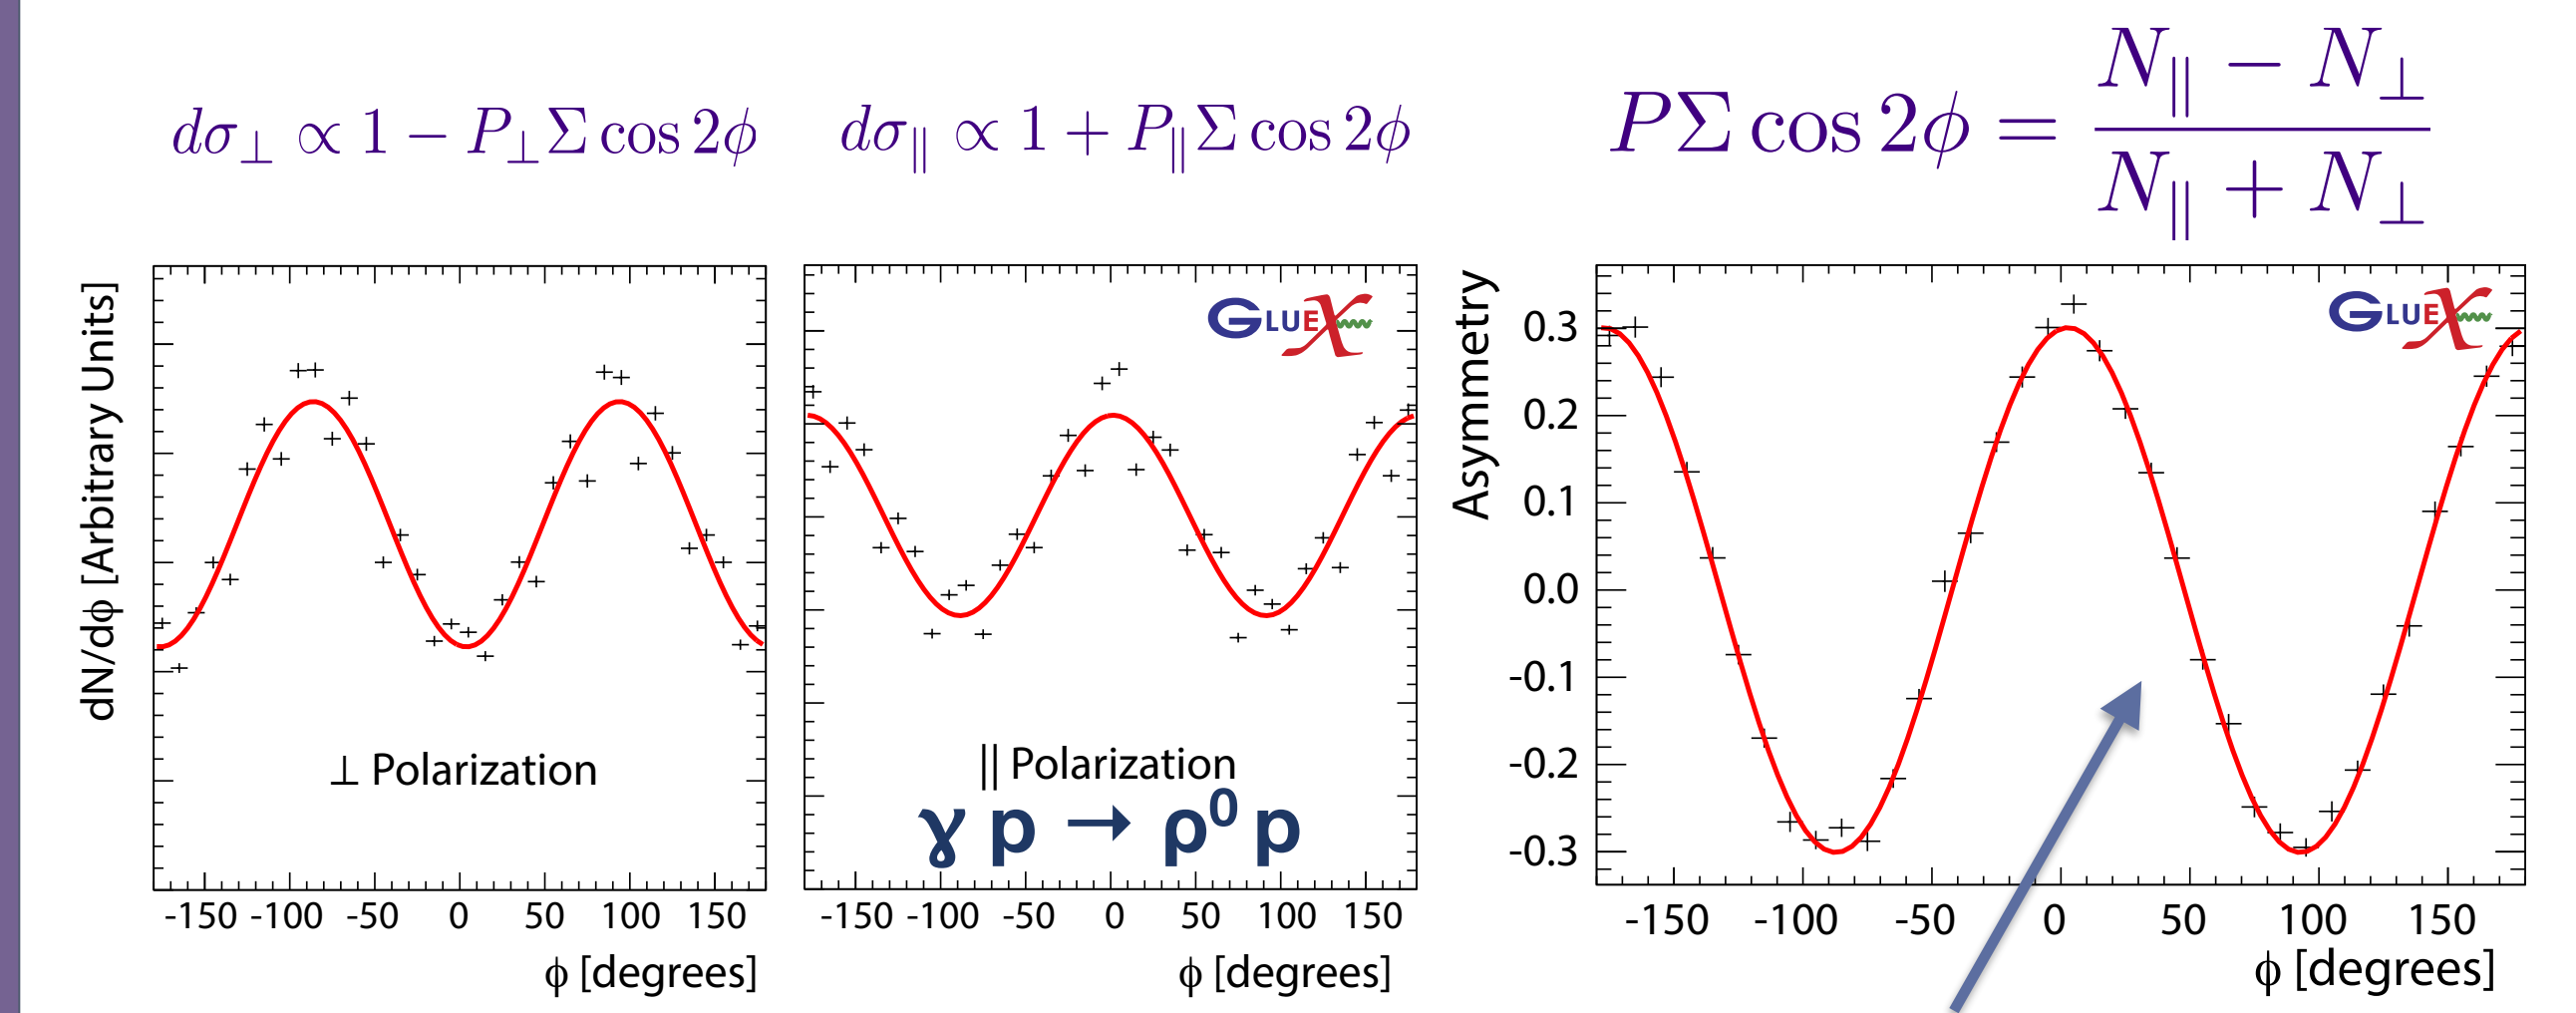 dσ⊥ ∝ 1 − P⊥Σ cos 2ϕ
dσ∥ ∝ 1 + P∥Σ cos 2ϕ
PΣ cos 2ϕ = (N∥ − N⊥) / (N∥ + N⊥)
dN/dϕ [Arbitrary Units]
⊥ Polarization
-150 -100 -50 0 50 100 150
ϕ [degrees]
GLUEX
|| Polarization
γ p → ρ⁰ p
-150 -100 -50 0 50 100 150
ϕ [degrees]
Asymmetry
GLUEX
0.3
0.2
0.1
0.0
-0.1
-0.2
-0.3
-150 -100 -50 0 50 100 150
ϕ [degrees]